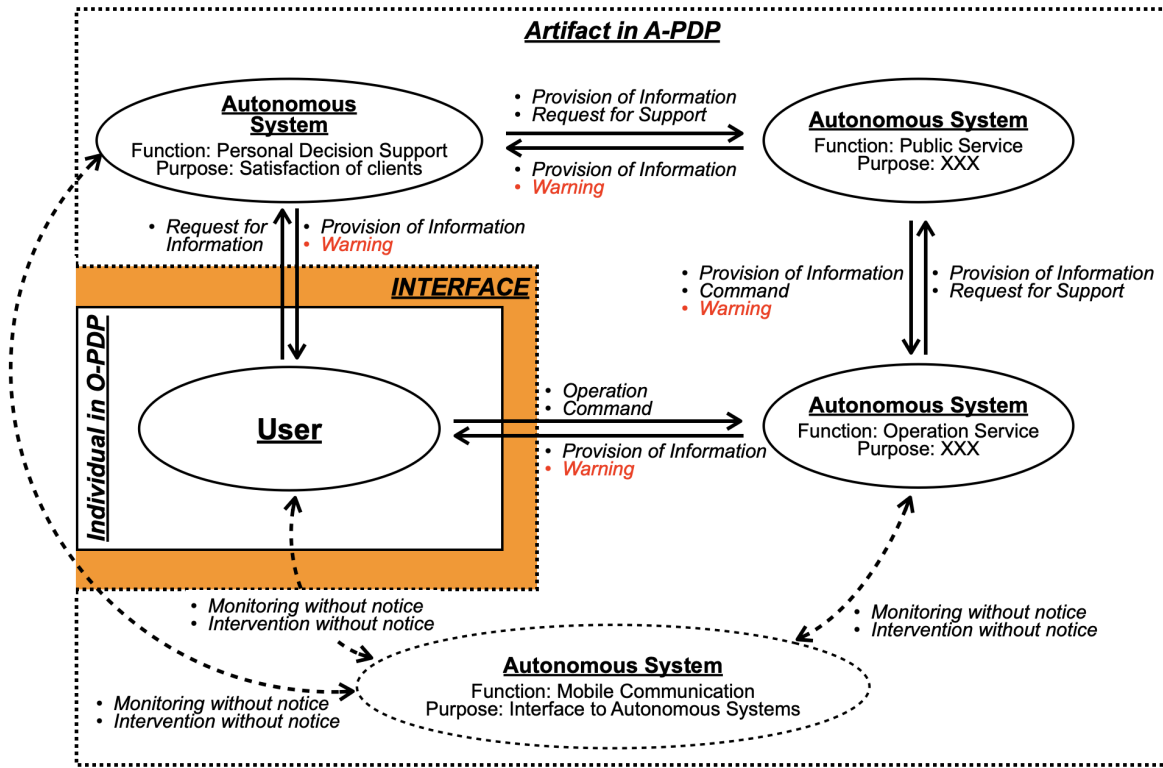 Artifact in A-PDP
Autonomous
System
Function: Personal Decision Support
Purpose: Satisfaction of clients
• Provision of Information
• Request for Support
• Provision of Information
• Warning
Autonomous System
Function: Public Service
Purpose: XXX
• Request for
Information
• Provision of Information
• Warning
• Provision of Information
• Command
• Warning
• Provision of Information
• Request for Support
INTERFACE
Individual in O-PDP
User
• Operation
• Command
• Provision of Information
• Warning
Autonomous System
Function: Operation Service
Purpose: XXX
• Monitoring without notice
• Intervention without notice
• Monitoring without notice
• Intervention without notice
• Monitoring without notice
• Intervention without notice
Autonomous System
Function: Mobile Communication
Purpose: Interface to Autonomous Systems